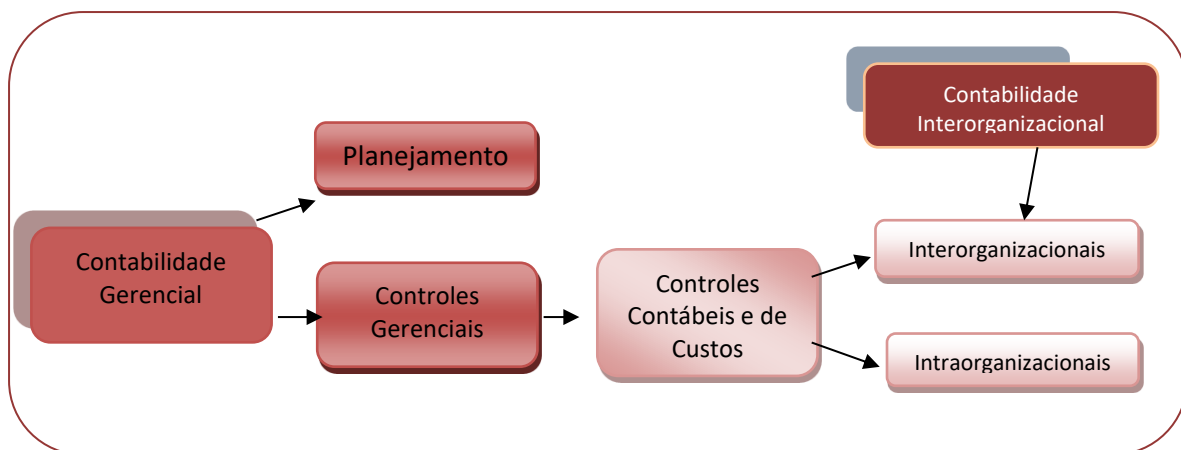 Contabilidade
Interorganizacional
Planejamento
Contabilidade
Gerencial
Controles
Gerenciais
Controles
Contábeis e de
Custos
Interorganizacionais
Intraorganizacionais